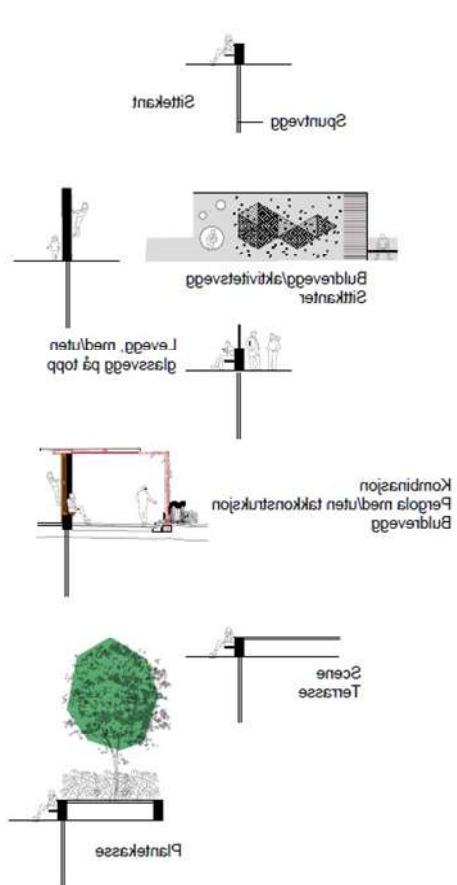 Sittekant
Spuntvegg
Buldrevegg/aktivitetsvegg
Sittkanter
Levegg, med/uten
glassvegg på topp
Kombinasjon
Pergola med/uten takkonstruksjon
Buldrevegg
Scene
Terrasse
Plantekasse